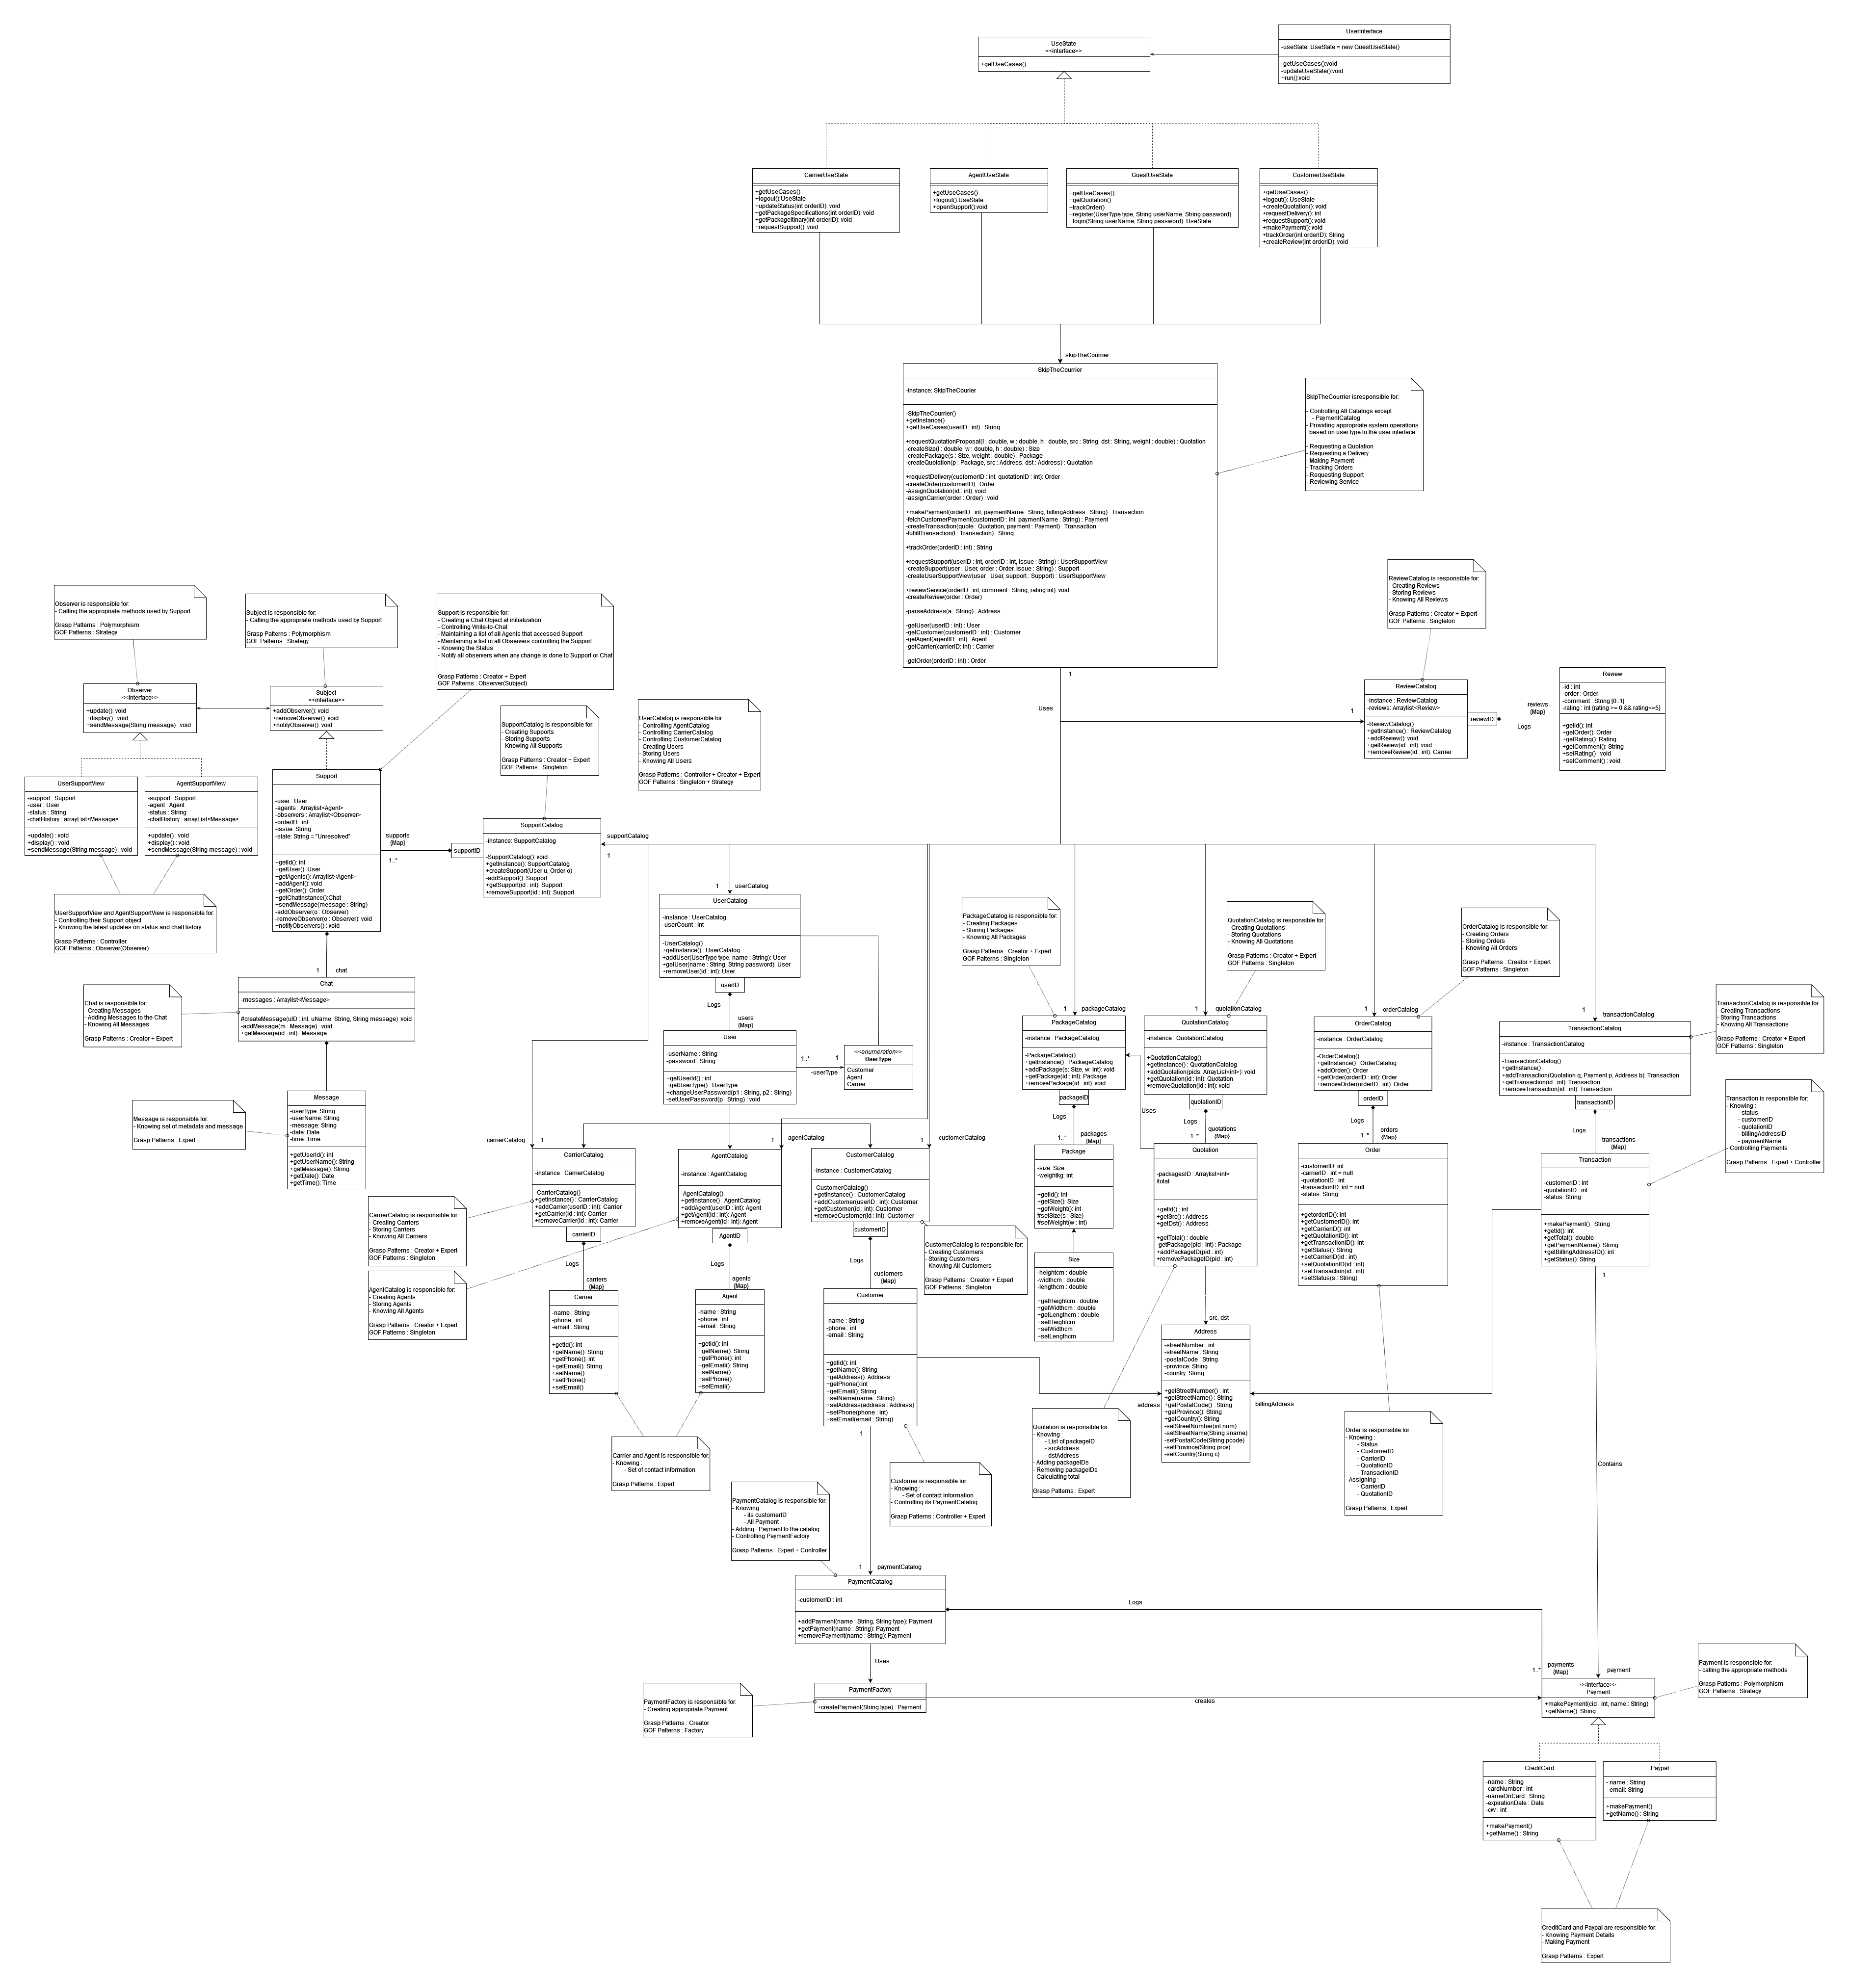 UserInterface
-useState: UseState = new GuestUseState()
-getUseCases():void
-updateUseState():void
+run():void
UseState
<<interface>>
+getUseCases()
CarrierUseState
+getUseCases()
+logout():UseState
+updateStatus(int orderID): void
+getPackageSpecifications(int orderID): void
+getPackageItinary(int orderID): void
+requestSupport(): void
AgentUseState
+getUseCases()
+logout():UseState
+openSupport():void
GuestUseState
+getUseCases()
+getQuotation()
+trackOrder()
+register(UserType type, String userName, String password)
+login(String userName, String password): UseState
CustomerUseState
+getUseCases()
+logout(): UseState
+createQuotation(): void
+requestDelivery(): int
+requestSupport(): void
+makePayment(): void
+trackOrder(int orderID): String
+createReview(int orderID): void
skipTheCourrier
SkipTheCourrier
-instance: SkipTheCourier
-SkipTheCourrier()
+getInstance()
+getUseCases(userID : int) : String
+requestQuotationProposal(l : double, w : double, h : double, src : String, dst : String, weight : double) : Quotation
-createSize(l : double, w : double, h : double) : Size
-createPackage(s : Size, weight : double) : Package
-createQuotation(p : Package, src : Address, dst : Address) : Quotation
+requestDelivery(customerID : int, quotationID : int): Order
-createOrder(customerID) : Order
-AssignQuotation(id : int): void
-assignCarrier(order : Order) : void
+makePayment(orderID : int, paymentName : String, billingAddress : String) : Transaction
-fetchCustomerPayment(customerID : int, paymentName : String) : Payment
-createTransaction(quote : Quotation, payment : Payment) : Transaction
-fulfillTransaction(t : Transaction) : String
+trackOrder(orderID : int) : String
+requestSupport(userID : int, orderID : int, issue : String) : UserSupportView
-createSupport(user : User, order : Order, issue : String) : Support
-createUserSupportView(user : User, support : Support) : UserSupportView
+reviewService(orderID : int, comment : String, rating int): void
-createReview(order : Order)
-parseAddress(a : String) : Address
-getUser(userID : int) : User
-getCustomer(customerID : int) : Customer
-getAgent(agentID : int) : Agent
-getCarrier(carrierID : int) : Carrier
-getOrder(orderID : int) : Order
SkipTheCourrier isresponsible for:
- Controlling All Catalogs except
- PaymentCatalog
- Providing appropriate system operations
based on user type to the user interface
- Requesting a Quotation
- Requesting a Delivery
- Making Payment
- Tracking Orders
- Requesting Support
- Reviewing Service
Observer is responsible for:
- Calling the appropriate methods used by Support
Grasp Patterns : Polymorphism
GOF Patterns : Strategy
Subject is responsible for:
- Calling the appropriate methods used by Support
Grasp Patterns : Polymorphism
GOF Patterns : Strategy
Support is responsible for:
- Creating a Chat Object at initialization
- Controlling Write-to-Chat
- Maintaining a list of all Agents that accessed Support
- Maintaining a list of all Observers controlling the Support
- Knowing the Status
- Notify all observers when any change is done to Support or Chat
Grasp Patterns : Creator + Expert
GOF Patterns : Observer(Subject)
ReviewCatalog is responsible for:
- Creating Reviews
- Storing Reviews
- Knowing All Reviews
Grasp Patterns : Creator + Expert
GOF Patterns : Singleton
Observer
<<interface>>
+update(): void
+display() : void
+sendMessage(String message) : void
Subject
<<interface>>
+addObserver(): void
+removeObserver() : void
+notifyObserver(): void
1
Uses
1
ReviewCatalog
-instance : ReviewCatalog
-reviews: Arraylist<Review>
-ReviewCatalog()
+getInstance() : ReviewCatalog
+addReview(): void
+getReview(id : int): void
+removeReview(id : int): Carrier
reviewID
reviews
(Map)
Logs
Review
-id : int
-order : Order
-comment : String [0..1]
-rating : int {rating >= 0 && rating<=5}
+getId(): int
+getOrder(): Order
+getRating(): Rating
+getComment(): String
+setRating() : void
+setComment() : void
UserCatalog is responsible for:
- Controlling AgentCatalog
- Controlling CarrierCatalog
- Controlling CustomerCatalog
- Creating Users
- Storing Users
- Knowing All Users
Grasp Patterns : Controller + Creator + Expert
GOF Patterns : Singleton + Strategy
SupportCatalog is responsible for:
- Creating Supports
- Storing Supports
- Knowing All Supports
Grasp Patterns : Creator + Expert
GOF Patterns : Singleton
UserSupportView
-support : Support
-user : User
-status : String
-chatHistory : arrayList<Message>
+update() : void
+display() : void
+sendMessage(String message) : void
AgentSupportView
-support : Support
-agent : Agent
-status : String
-chatHistory : arrayList<Message>
+update() : void
+display() : void
+sendMessage(String message) : void
Support
-user : User
-agents : Arraylist<Agent>
-observers : Arraylist<Observer>
-orderID : int
-issue :String
-state: String = "Unresolved"
+getId(): int
+getUser(): User
+getAgents(): Arraylist<Agent>
+addAgent(): void
+getOrder(): Order
+getChatInstance():Chat
+sendMessage(message : String)
-addObserver(o : Observer)
-removeObserver(o : Observer): void
+notifyObservers() : void
supports
(Map)
1..*
supportID
SupportCatalog
-instance: SupportCatalog
-SupportCatalog(): void
+getInstance(): SupportCatalog
+createSupport(User u, Order o)
-addSupport(): Support
+getSupport(id : int): Support
+removeSupport(id : int): Support
supportCatalog
1
UserSupportView and AgentSupportView is responsible for:
- Controlling their Support object
- Knowing the latest updates on status and chatHistory
Grasp Patterns : Controller
GOF Patterns : Observer(Observer)
1
userCatalog
UserCatalog
-instance : UserCatalog
-userCount : int
-UserCatalog()
+getInstance() : UserCatalog
+addUser(UserType type, name : String): User
+getUser(name : String, String password): User
+removeUser(id : int): User
userID
Logs
users
(Map)
User
-userName : String
-password : String
+getUserId() : int
+getUserType() : UserType
+changeUserPassword(p1 : String, p2 : String)
-setUserPassword(p : String) : void
1..*
1
-userType
<<enumeration>>
UserType
Customer
Agent
Carrier
PackageCatalog is responsible for:
- Creating Packages
- Storing Packages
- Knowing All Packages
Grasp Patterns : Creator + Expert
GOF Patterns : Singleton
QuotationCatalog is responsible for:
- Creating Quotations
- Storing Quotations
- Knowing All Quotations
Grasp Patterns : Creator + Expert
GOF Patterns : Singleton
OrderCatalog is responsible for:
- Creating Orders
- Storing Orders
- Knowing All Orders
Grasp Patterns : Creator + Expert
GOF Patterns : Singleton
TransactionCatalog is responsible for:
- Creating Transactions
- Storing Transactions
- Knowing All Transactions
Grasp Patterns : Creator + Expert
GOF Patterns : Singleton
1
chat
Chat
-messages : Arraylist<Message>
#createMessage(uID : int, uName: String, String message) :void
-addMessage(m : Message) : void
+getMessage(id : int) : Message
Chat is responsible for:
- Creating Messages
- Adding Messages to the Chat
- Knowing All Messages
Grasp Patterns : Creator + Expert
Message
-userType: String
-userName: String
-message: String
-date: Date
-time: Time
+getUserId(): int
+getUserName(): String
+getMessage(): String
+getDate(): Date
+getTime(): Time
Message is responsible for:
- Knowing set of metadata and message
Grasp Patterns : Expert
1
packageCatalog
PackageCatalog
-instance : PackageCatalog
-PackageCatalog()
+getInstance() : PackageCatalog
+addPackage(s: Size, w: int): void
+getPackage(id : int): Package
+removePackage(id : int): void
packageID
Logs
1..*
packages
(Map)
Uses
1
quotationCatalog
QuotationCatalog
-instance : QuotationCatalog
+QuotationCatalog()
+getInstance() : QuotationCatalog
+addQuotation(pids: ArrayList<int>): void
+getQuotation(id : int): Quotation
+removeQuotation(id : int): void
quotationID
Logs
1..*
quotations
(Map)
1
orderCatalog
OrderCatalog
-instance : OrderCatalog
-OrderCatalog()
+getInstance() : OrderCatalog
+addOrder(): Order
+getOrder(orderID : int): Order
+removeOrder(orderID : int): Order
orderID
Logs
1..*
orders
(Map)
1
transactionCatalog
TransactionCatalog
-instance : TransactionCatalog
-TransactionCatalog()
+getInstance()
+addTransaction(Quotation q, Payment p, Address b): Transaction
+getTransaction(id : int): Transaction
+removeTransaction(id : int): Transaction
transactionID
Logs
transactions
(Map)
Transaction is responsible for:
- Knowing :
- status
- customerID
- quotationID
- billingAddressID
- paymentName
- Controlling Payments
Grasp Patterns : Expert + Controller
Package
-size: Size
-weightkg: int
+getId(): int
+getSize(): Size
+getWeight(): int
#setSize(s : Size)
#setWeight(w : int)
Size
-heightcm : double
-widthcm : double
-lengthcm : double
+getHeightcm : double
+getWidthcm : double
+getLengthcm : double
+setHeightcm
+setWidthcm
+setLengthcm
Quotation
-packagesID : Arraylist<int>
/total
+getId(): int
+getSrc() : Address
+getDst() : Address
+getTotal() : double
+getPackage(pid : int) : Package
+addPackageID(pid : int)
+removePackageID(pid : int)
src, dst
Order
-customerID: int
-carrierID : int = null
-quotationID : int
-transactionID: int = null
-status: String
+getorderID(): int
+getCustomerID(): int
+getCarrierID(): int
+getQuotationID(): int
+getTransactionID(): int
+getStatus(): String
+setCarrierID(id : int)
+setQuotationID(id : int)
+setTransaction(id : int)
+setStatus(s : String)
Transaction
-customerID : int
-quotationID : int
-status: String
+makePayment() : String
+getId(): int
+getTotal(): double
+getPaymentName(): String
+getBillingAddressID(): int
+getStatus(): String
1
carrierCatalog
1
CarrierCatalog
-instance : CarrierCatalog
-CarrierCatalog()
+getInstance() : CarrierCatalog
+addCarrier(userID : int): Carrier
+getCarrier(id : int): Carrier
+removeCarrier(id : int): Carrier
carrierID
Logs
carriers
(Map)
1
agentCatalog
AgentCatalog
-instance : AgentCatalog
-AgentCatalog()
+getInstance() : AgentCatalog
+addAgent(userID : int): Agent
+getAgent(id : int): Agent
+removeAgent(id : int): Agent
AgentID
Logs
agents
(Map)
1
customerCatalog
CustomerCatalog
-instance : CustomerCatalog
-CustomerCatalog()
+getInstance() : CustomerCatalog
+addCustomer(userID : int): Customer
+getCustomer(id : int): Customer
+removeCustomer(id : int): Customer
customerID
Logs
customers
(Map)
CarrierCatalog is responsible for:
- Creating Carriers
- Storing Carriers
- Knowing All Carriers
Grasp Patterns : Creator + Expert
GOF Patterns : Singleton
AgentCatalog is responsible for:
- Creating Agents
- Storing Agents
- Knowing All Agents
Grasp Patterns : Creator + Expert
GOF Patterns : Singleton
CustomerCatalog is responsible for:
- Creating Customers
- Storing Customers
- Knowing All Customers
Grasp Patterns : Creator + Expert
GOF Patterns : Singleton
Carrier
-name : String
-phone : int
-email : String
+getId(): int
+getName(): String
+getPhone(): int
+getEmail(): String
+setName()
+setPhone()
+setEmail()
Agent
-name : String
-phone : int
-email : String
+getId(): int
+getName(): String
+getPhone(): int
+getEmail(): String
+setName()
+setPhone()
+setEmail()
Customer
-name : String
-phone : int
-email : String
+getId(): int
+getName(): String
+getAddress(): Address
+getPhone():int
+getEmail(): String
+setName(name : String)
+setAddress(address : Address)
+setPhone(phone : int)
+setEmail(email : String)
1
Address
-streetNumber : int
-streetName : String
-postalCode : String
-province: String
-country: String
+getStreetNumber() : int
+getStreetName() : String
+getPostalCode() : String
+getProvince(): String
+getCountry(): String
-setStreetNumber(int num)
-setStreetName(String sname)
-setPostalCode(String pcode)
-setProvince(String prov)
-setCountry(String c)
address
billingAddress
Carrier and Agent is responsible for:
- Knowing :
- Set of contact information
Grasp Patterns : Expert
Quotation is responsible for:
- Knowing :
- List of packageID
- srcAddress
- dstAddress
- Adding packageIDs
- Removing packageIDs
- Calculating total
Grasp Patterns : Expert
Order is responsible for:
- Knowing :
- Status
- CustomerID
- CarrierID
- QuotationID
- TransactionID
- Assigning :
- CarrierID
- QuotationID
Grasp Patterns : Expert
Contains
Customer is responsible for:
- Knowing :
- Set of contact information
- Controlling its PaymentCatalog
Grasp Patterns : Controller + Expert
PaymentCatalog is responsible for:
- Knowing :
- its customerID
- All Payment
- Adding : Payment to the catalog
- Controlling PaymentFactory
Grasp Patterns : Expert + Controller
1
paymentCatalog
PaymentCatalog
-customerID : int
+addPayment(name : String, String type): Payment
+getPayment(name : String): Payment
+removePayment(name : String): Payment
Logs
Uses
1..*
payments
(Map)
payment
PaymentFactory is responsible for:
- Creating appropriate Payment
Grasp Patterns : Creator
GOF Patterns : Factory
PaymentFactory
+createPayment(String type) : Payment
creates
<<interface>>
Payment
+makePayment(cid : int, name : String)
+getName(): String
Payment is responsible for:
- calling the appropriate methods
Grasp Patterns : Polymorphism
GOF Patterns : Strategy
CreditCard
-name : String
-cardNumber : int
-nameOnCard : String
-expirationDate : Date
-cvv : int
+makePayment()
+getName() : String
Paypal
- name : String
- email: String
+makePayment()
+getName() : String
CreditCard and Paypal are responsible for:
- Knowing Payment Details
- Making Payment
Grasp Patterns : Expert